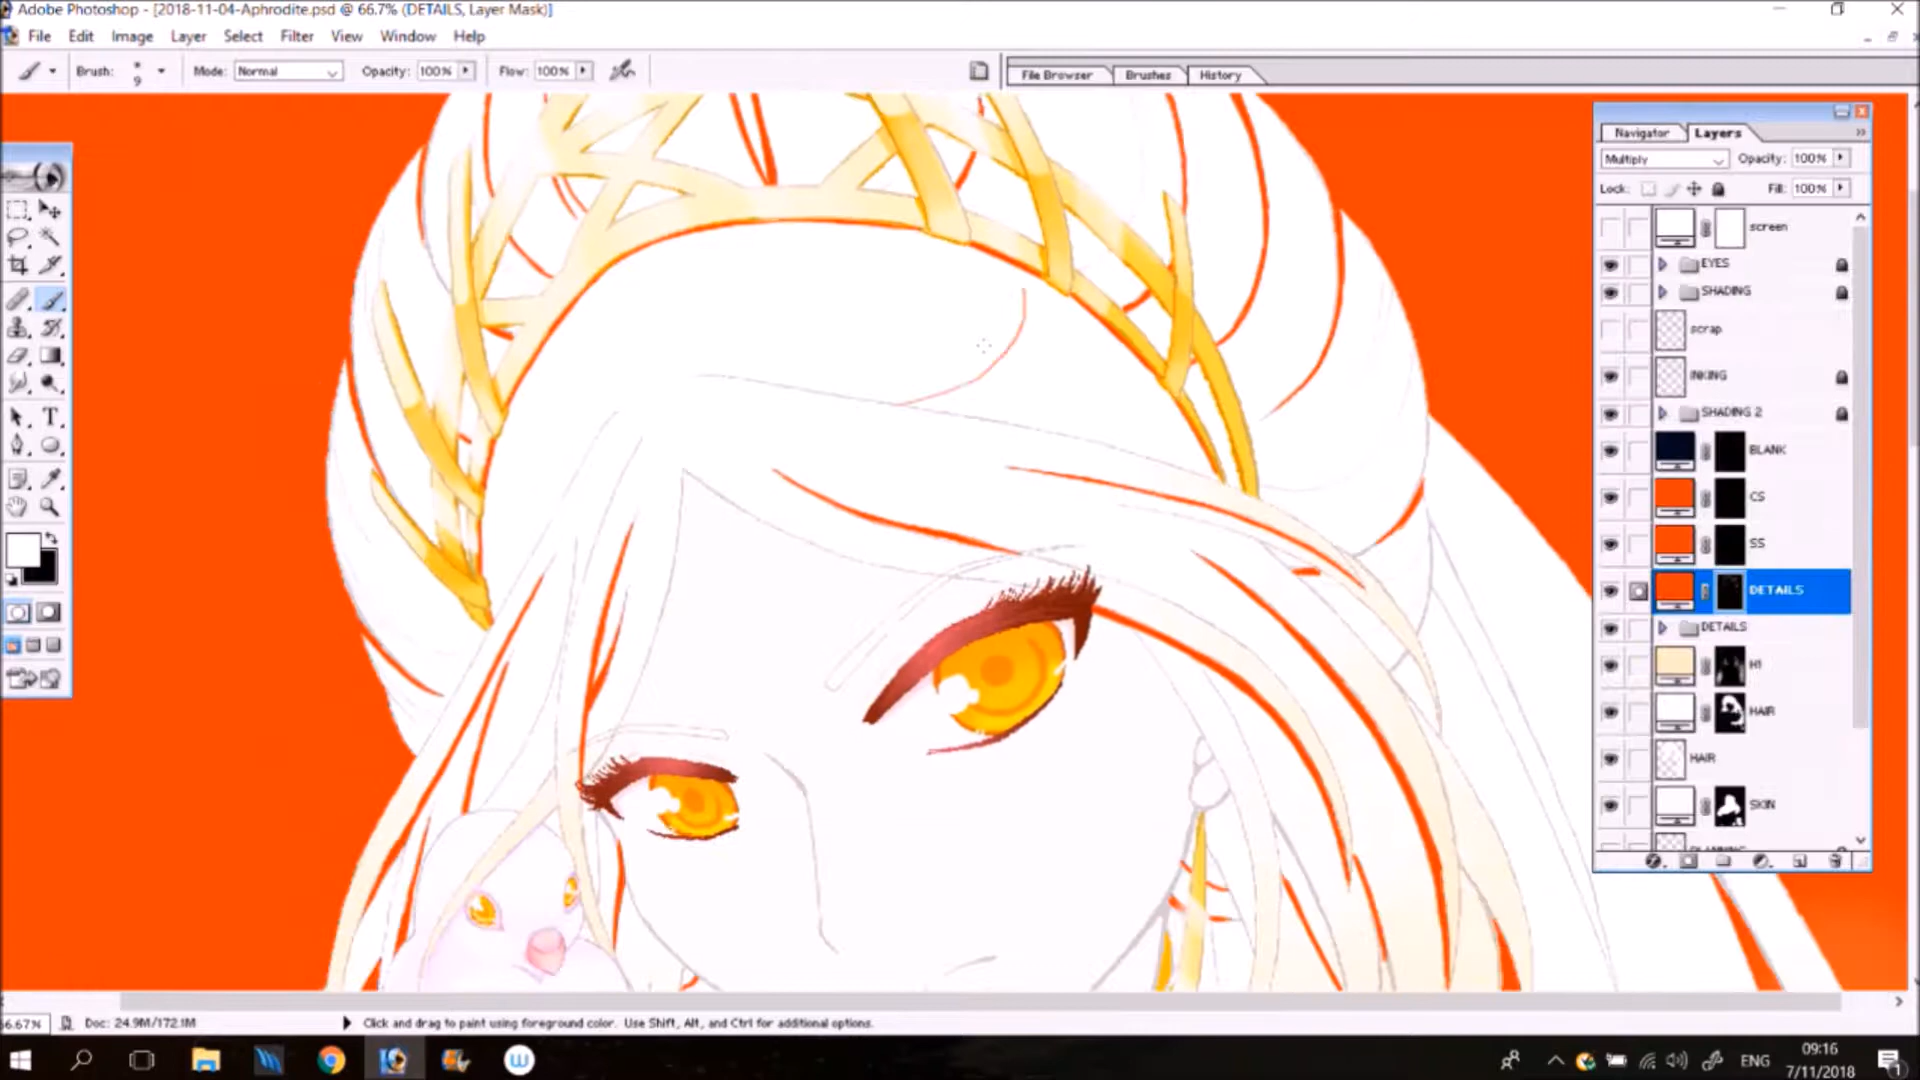 Adobe Photoshop - [2018-11-04-Aphrodite.psd @ 66.7% (DETAILS, Layer Mask)]
File Edit Image Layer Select Filter View Window Help
Brush: 9 Mode: Normal Opacity: 100% Flow: 100% File Browser Brushes History
Navigator Layers
Multiply Opacity: 100%
Lock: Fill: 100%
screen
EYES
SHADING
scrap
INKING
SHADING 2
BLANK
CS
SS
DETAILS
DETAILS
H1
HAIR
HAIR
SKIN
T
66.67% Doc: 24.9M/172.1M Click and drag to paint using foreground color. Use Shift, Alt, and Ctrl for additional options.
W ENG 09:16
7/11/2018 1